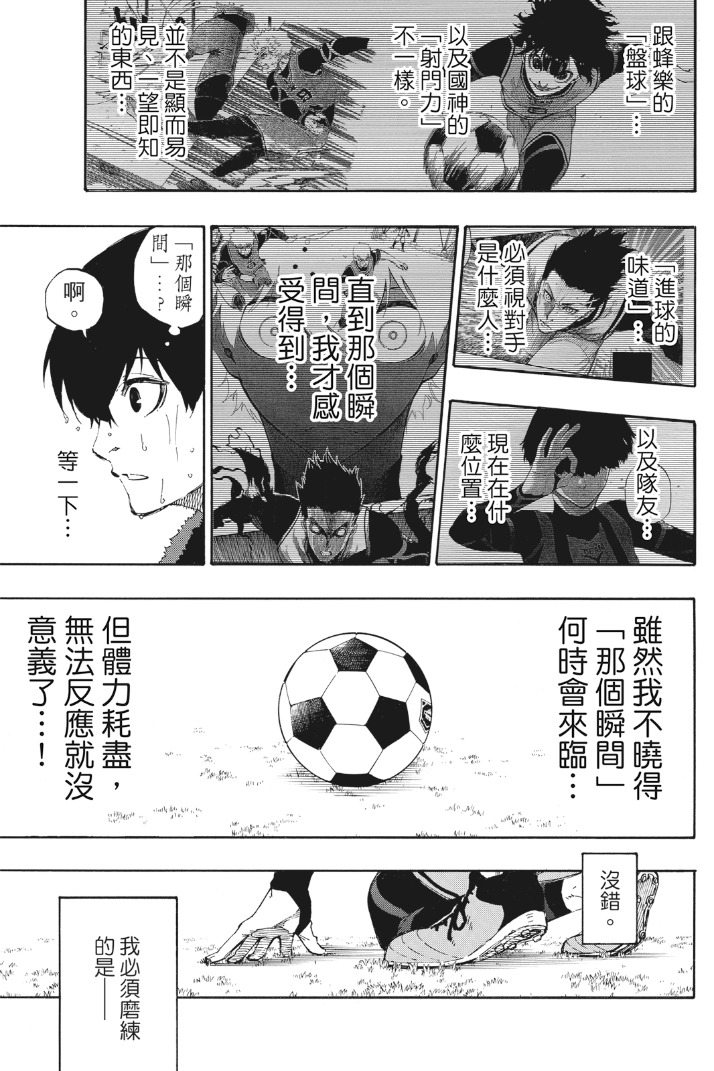 跟蜂樂的
「盤球」…
以及國神的
「射門力」
不一樣。
並不是顯而易
見、一望即知
的東西…
「進球的
味道」…
必須視對手
是什麼人…
以及隊友…
現在在什
麼位置…
直到那個瞬
間，我才感
受得到…
「那個瞬
間」…?
啊。
等一下…
雖然我不曉得
「那個瞬間」
何時會來臨…
但體力耗盡，
無法反應就沒
意義了…！
沒錯。
我必須磨練
的是——